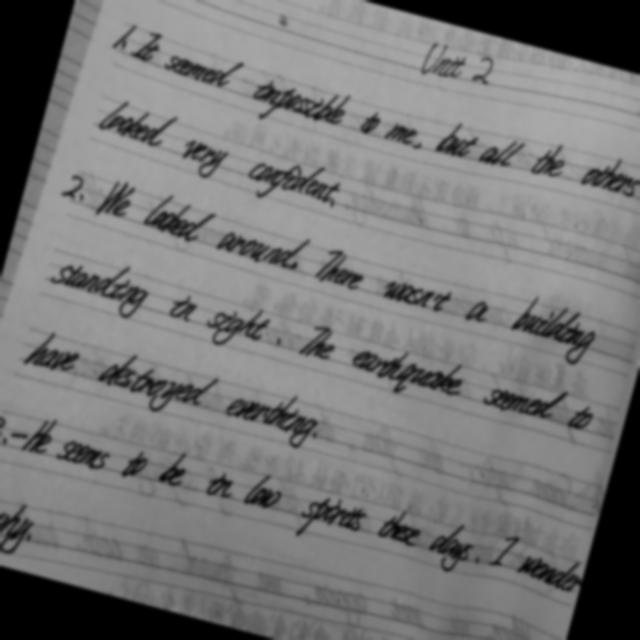 Unit 2
1. It seemed impossible to me, but all the others
looked very confident.
2. We looked around. There wasn't a building
standing in sight. The earthquake seemed to
have destroyed everything.
3. -He seems to be in low spirits these days. I wonder